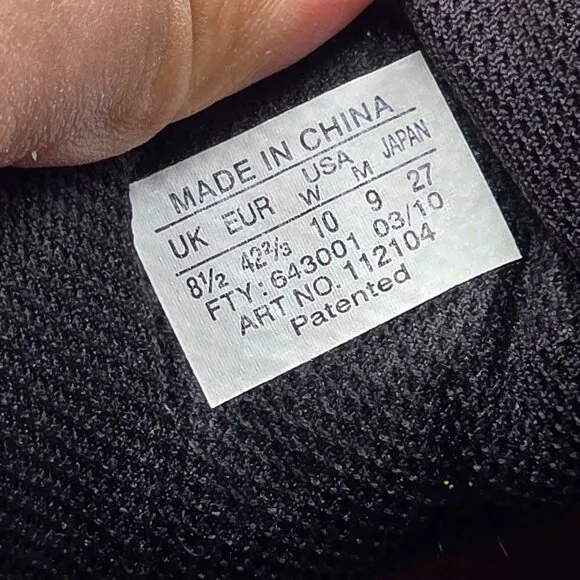 MADE IN CHINA
USA
UK EUR W M JAPAN
8½ 42⅔ 10 9 27
FTY: 643001 03/10
ART NO. 112104
Patented